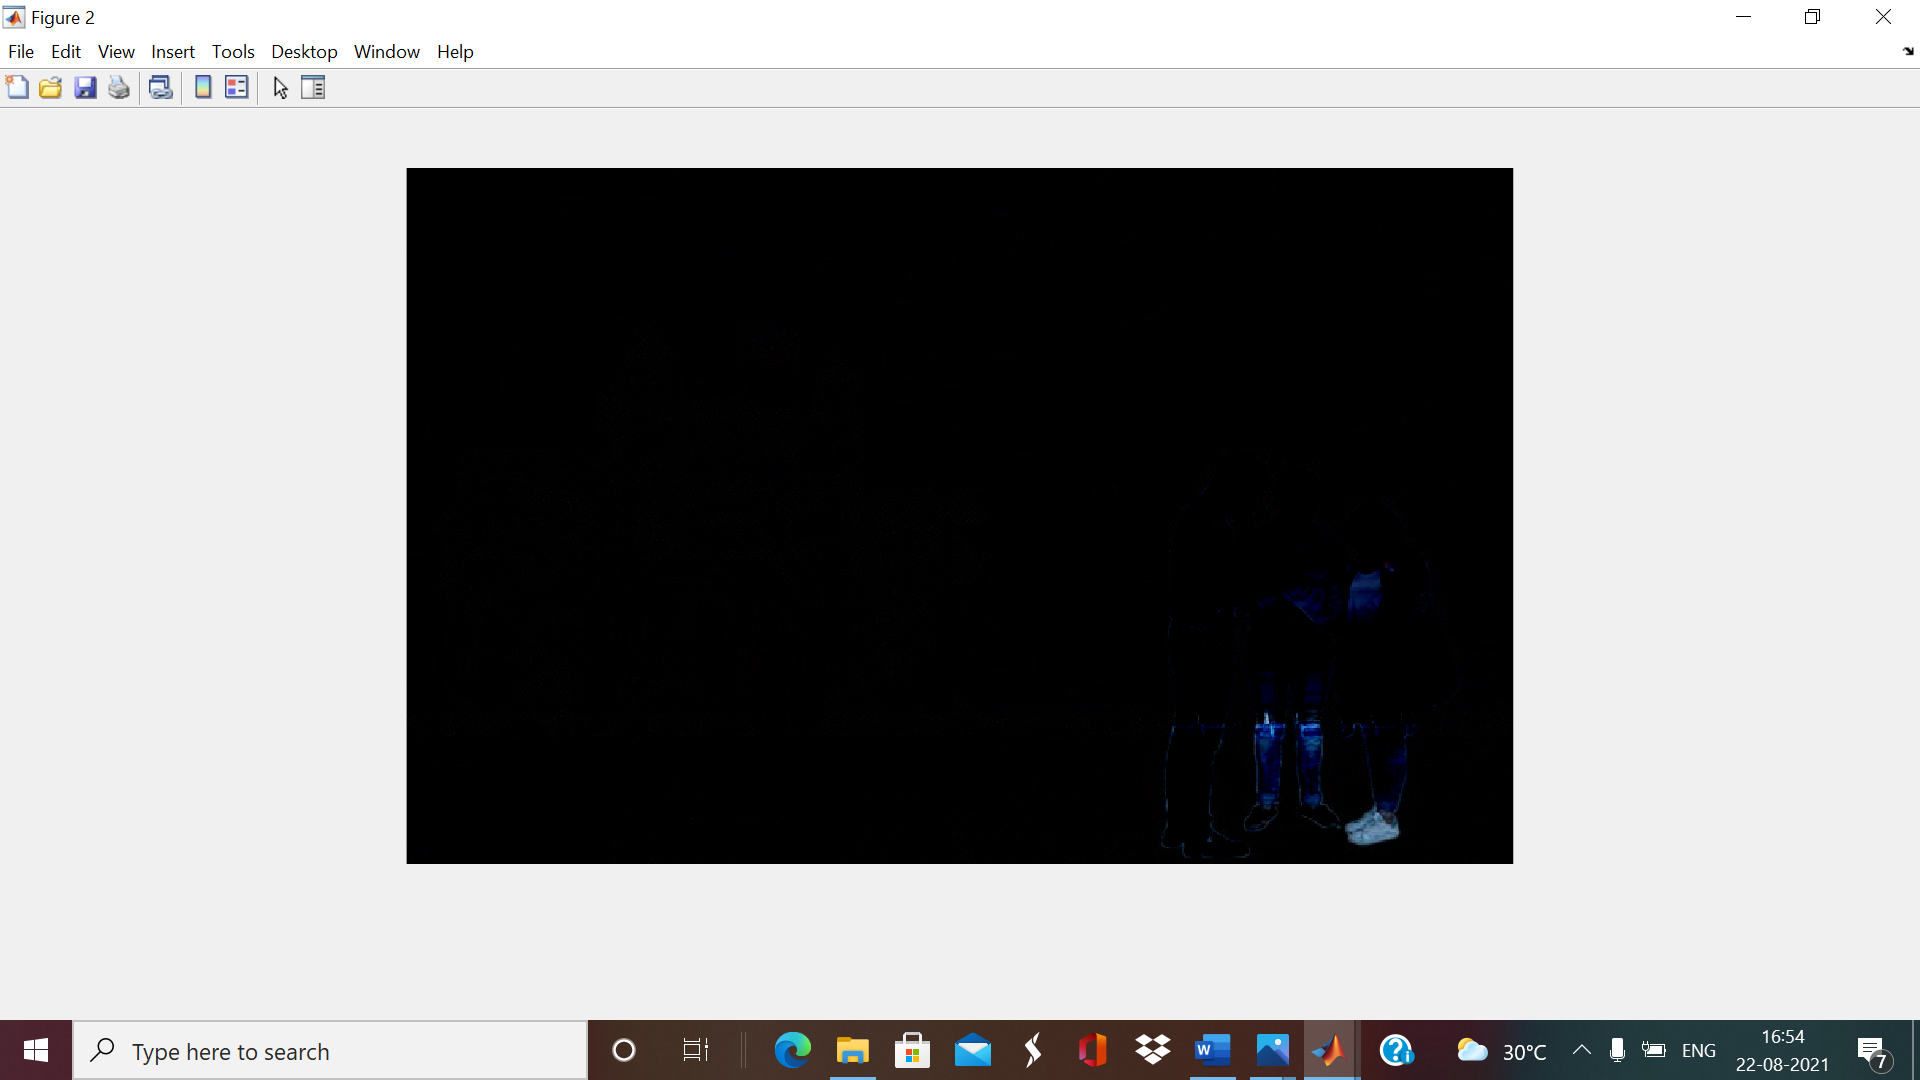 Figure 2
File Edit View Insert Tools Desktop Window Help
Type here to search
W
30°C
ENG
16:54
22-08-2021
7